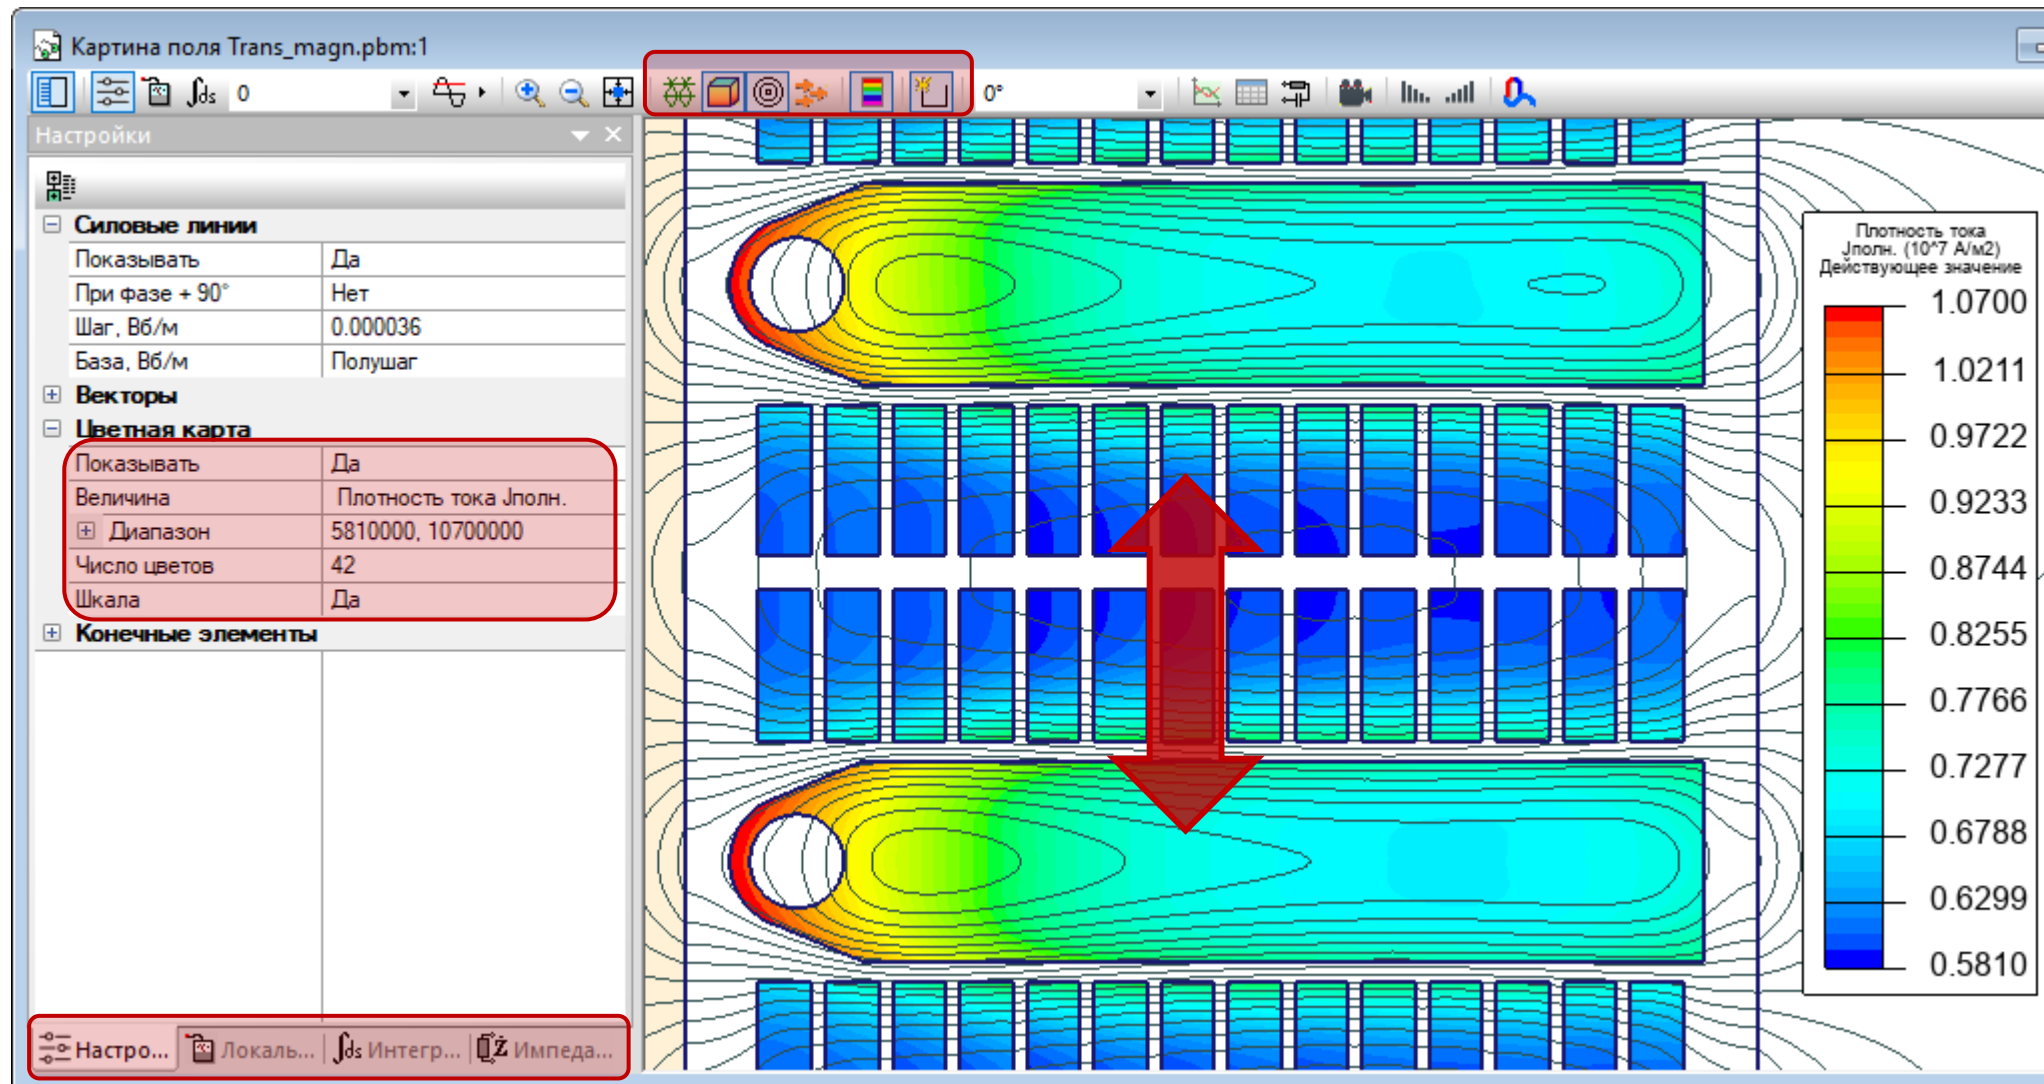 Картина поля Trans_magn.pbm:1
∫ds 0
0°
Настройки
Силовые линии
Показывать Да
При фазе + 90° Нет
Шаг, Вб/м 0.000036
База, Вб/м Полушаг
Векторы
Цветная карта
Показывать Да
Величина Плотность тока Jполн.
Диапазон 5810000, 10700000
Число цветов 42
Шкала Да
Конечные элементы
Настро... Локаль... ∫ds Интегр... Ż Импеда...
Плотность тока
Jполн. (10^7 А/м2)
Действующее значение
1.0700
1.0211
0.9722
0.9233
0.8744
0.8255
0.7766
0.7277
0.6788
0.6299
0.5810